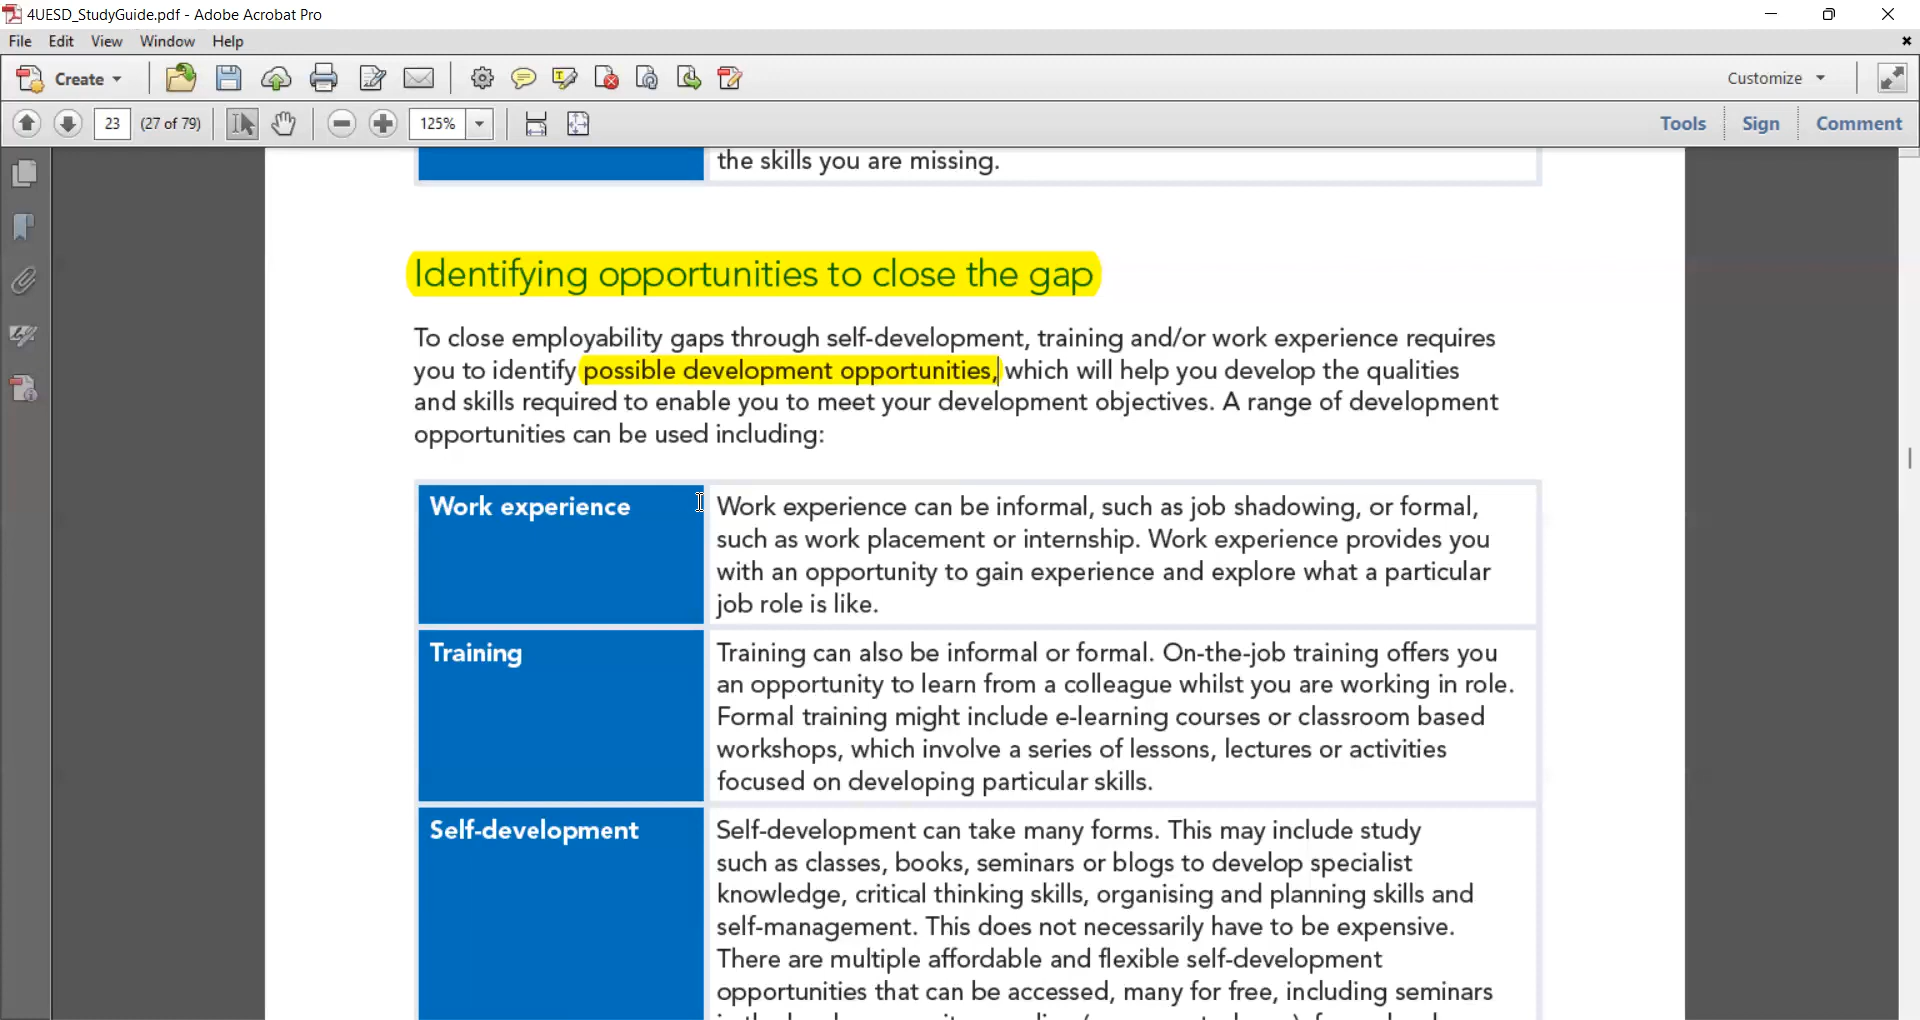 4UESD_StudyGuide.pdf - Adobe Acrobat Pro
File Edit View Window Help
Create
Customize
23 (27 of 79) 125% Tools Sign Comment
the skills you are missing.
Identifying opportunities to close the gap
To close employability gaps through self-development, training and/or work experience requires
you to identify possible development opportunities, which will help you develop the qualities
and skills required to enable you to meet your development objectives. A range of development
opportunities can be used including:
Work experience
Work experience can be informal, such as job shadowing, or formal,
such as work placement or internship. Work experience provides you
with an opportunity to gain experience and explore what a particular
job role is like.
Training
Training can also be informal or formal. On-the-job training offers you
an opportunity to learn from a colleague whilst you are working in role.
Formal training might include e-learning courses or classroom based
workshops, which involve a series of lessons, lectures or activities
focused on developing particular skills.
Self-development
Self-development can take many forms. This may include study
such as classes, books, seminars or blogs to develop specialist
knowledge, critical thinking skills, organising and planning skills and
self-management. This does not necessarily have to be expensive.
There are multiple affordable and flexible self-development
opportunities that can be accessed, many for free, including seminars